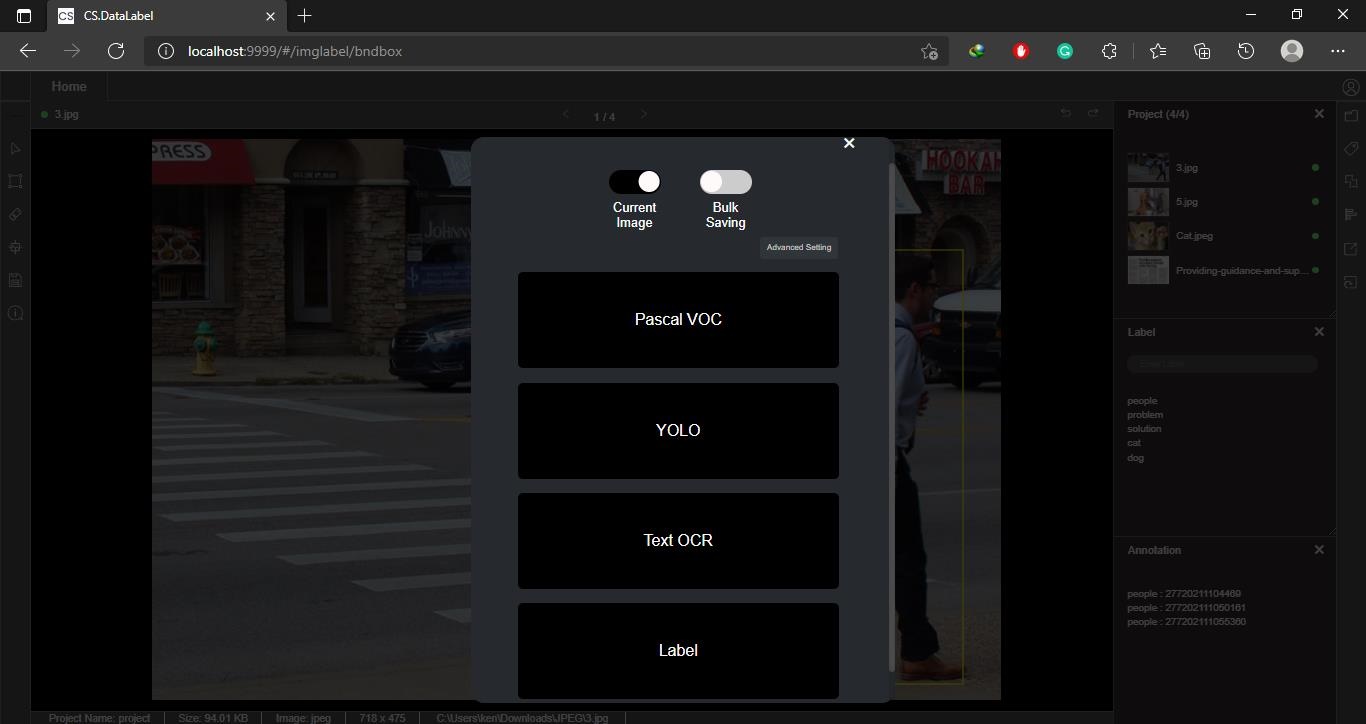 CS CS.DataLabel
localhost:9999/#/imglabel/bndbox
Home
3.jpg
1 / 4
Project (4/4)
3.jpg
5.jpg
Cat.jpeg
Providing-guidance-and-sup...
Label
Enter Label
people
problem
solution
cat
dog
Annotation
people : 27720211104469
people : 277202111050161
people : 277202111055360
PRESS
HOOKAH
BAR
Current
Image
Bulk
Saving
Advanced Setting
Pascal VOC
YOLO
Text OCR
Label
Project Name: project
Size: 94.01 KB
Image: jpeg
718 x 475
C:\Users\ken\Downloads\JPEG\3.jpg